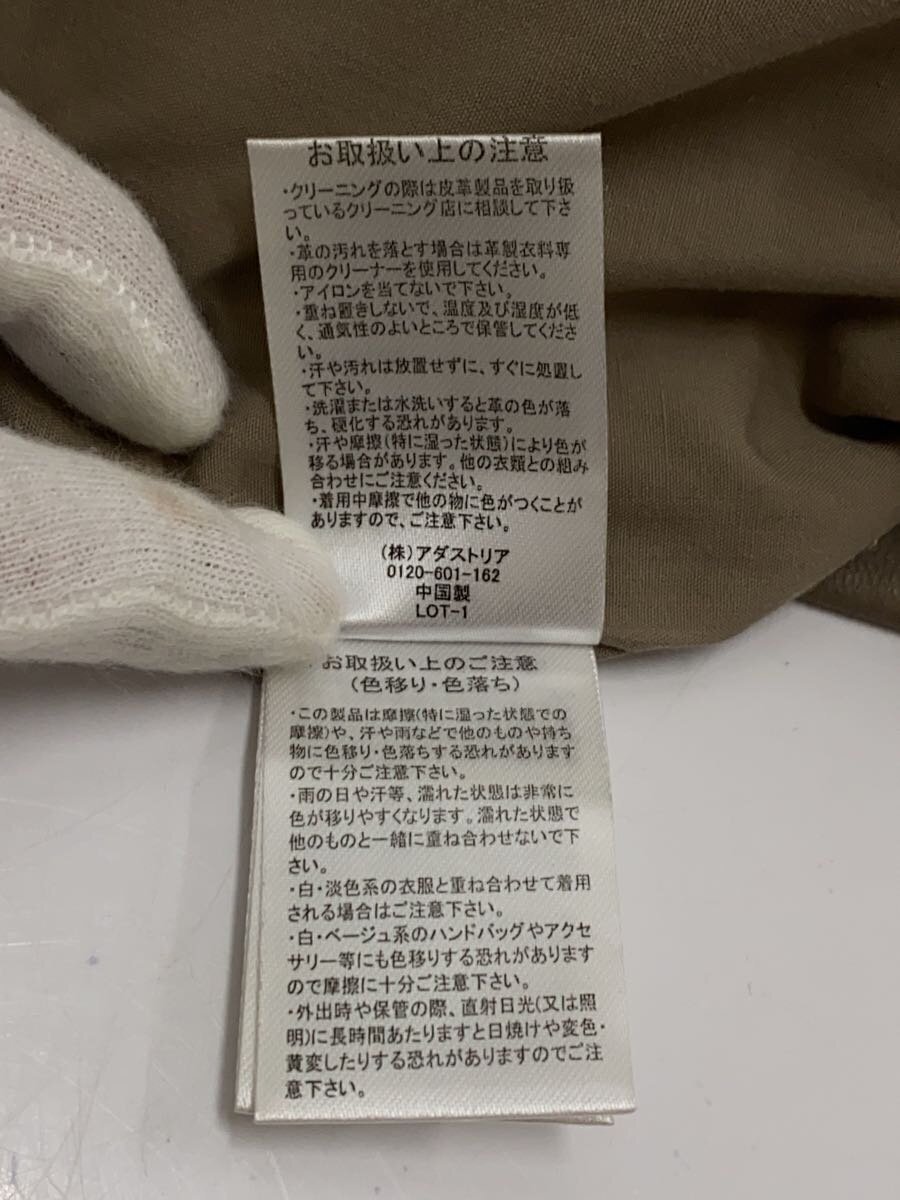 お取扱い上の注意
・クリーニングの際は皮革製品を取り扱
っているクリーニング店に相談して下さ
い。
・革の汚れを落とす場合は革製衣料専
用のクリーナーを使用してください。
・アイロンを当てないで下さい。
・重ね置きしないで、温度及び湿度が低
く、通気性のよいところで保管してくださ
い。
・汗や汚れは放置せずに、すぐに処置し
て下さい。
・洗濯または水洗いすると革の色が落
ち、硬化する恐れがあります。
・汗や摩擦(特に湿った状態)により色が
移る場合があります。他の衣類との組み
合わせにご注意ください。
・着用中摩擦で他の物に色がつくことが
ありますので、ご注意下さい。
(株)アダストリア
0120-601-162
中国製
LOT-1
お取扱い上のご注意
(色移り・色落ち)
・この製品は摩擦(特に湿った状態での
摩擦)や、汗や雨などで他のものや持ち
物に色移り・色落ちする恐れがあります
ので十分ご注意下さい。
・雨の日や汗等、濡れた状態は非常に
色が移りやすくなります。濡れた状態で
他のものと一緒に重ね合わせないで下
さい。
・白・淡色系の衣服と重ね合わせて着用
される場合はご注意下さい。
・白・ベージュ系のハンドバッグやアクセ
サリー等にも色移りする恐れがあります
ので摩擦に十分ご注意下さい。
・外出時や保管の際、直射日光(又は照
明)に長時間あたりますと日焼けや変色・
黄変したりする恐れがありますのでご注
意下さい。